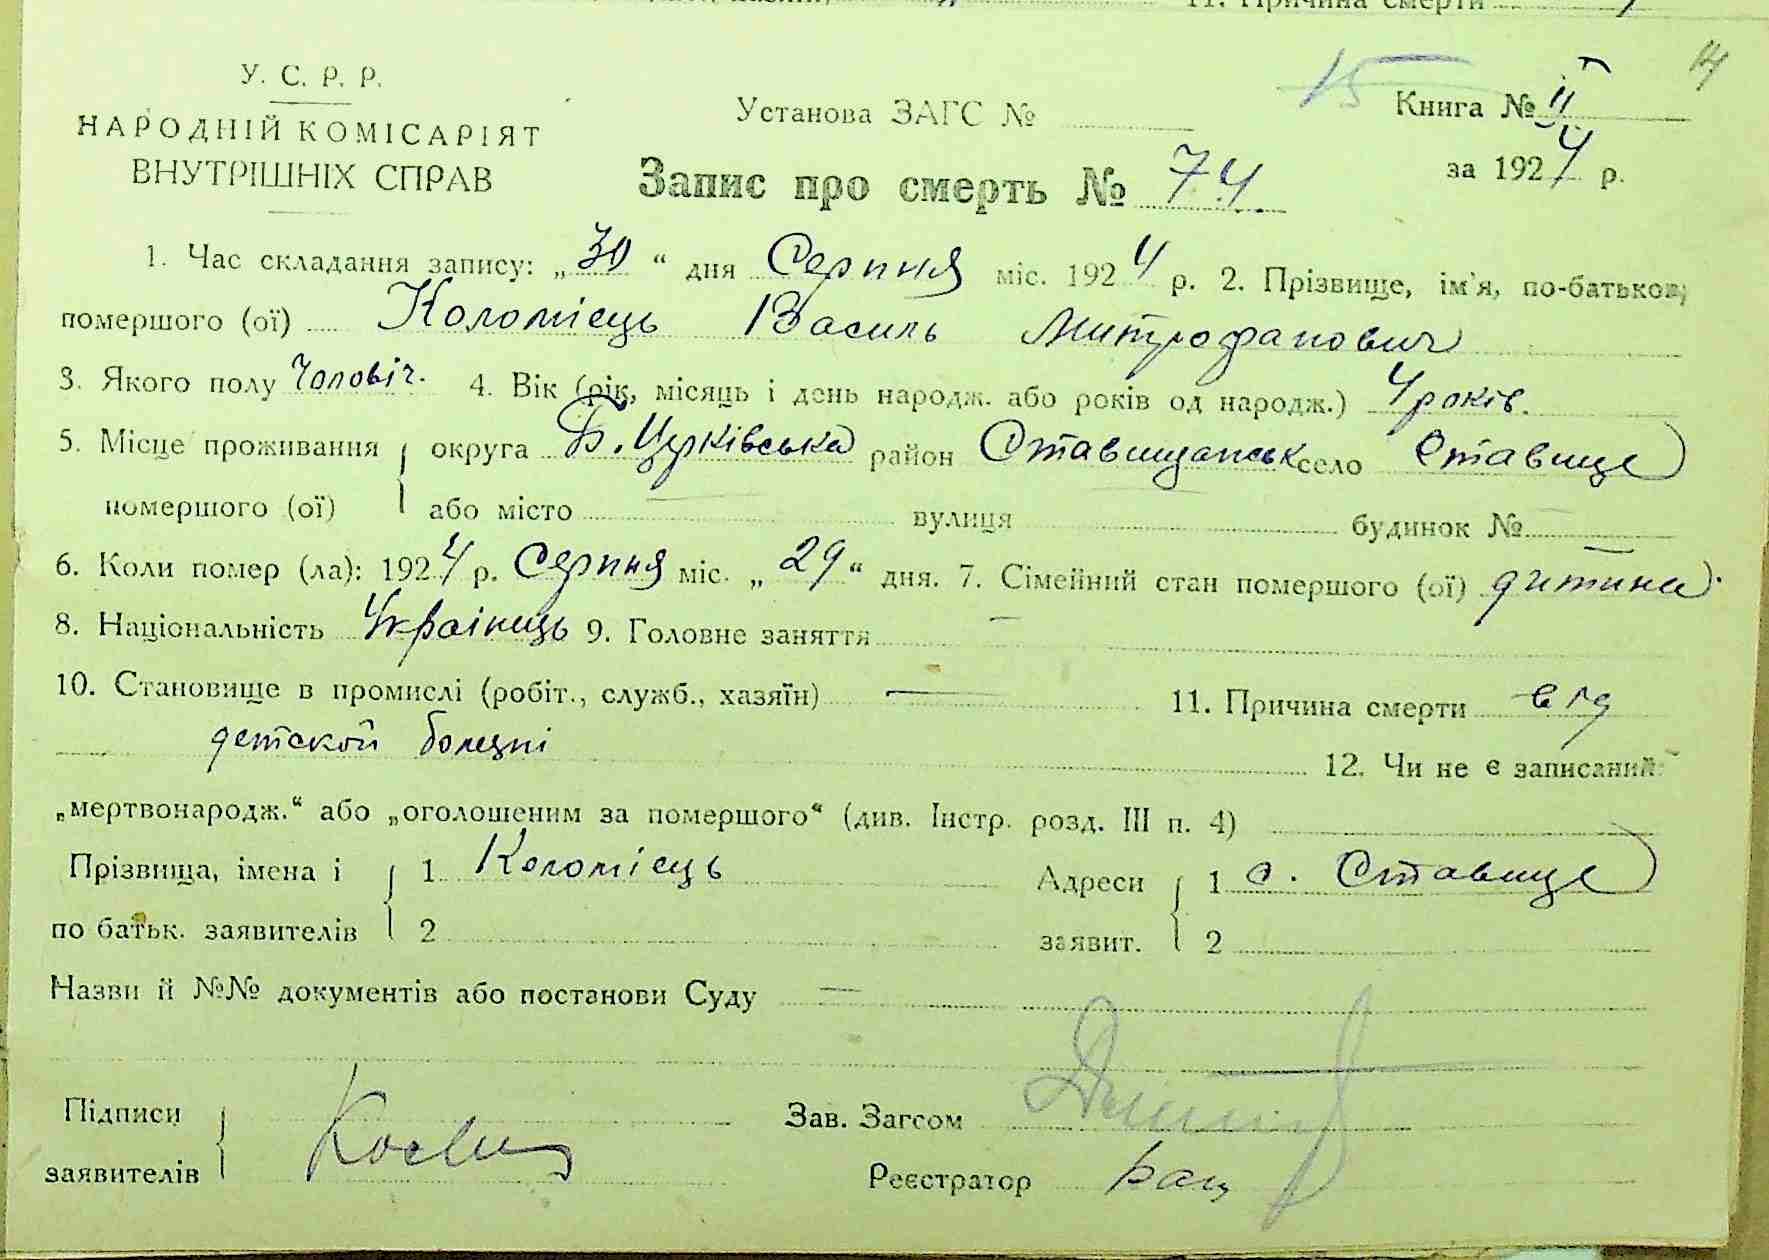 11. Причина смерти
14
У. С. Р. Р.
НАРОДНІЙ КОМІСАРІЯТ
ВНУТРІШНІХ СПРАВ
Установа ЗАГС №
15
Книга № II
за 1924 р.
Запис про смерть № 74
1. Час складання запису: „30“ дня Серпня міс. 1924 р. 2. Прізвище, ім'я, по-батькові
помершого (ої) Коломієць Василь Митрофанович
3. Якого полу Чоловіч. 4. Вік (рік, місяць і день народж. або років од народж.) 4 років.
5. Місце проживання округа Б. Церківська район Ставищанськ село Ставище
помершого (ої) або місто вулиця будинок №
6. Коли помер (ла): 1924 р. Серпня міс. „29“ дня. 7. Сімейний стан помершого (ої) дитина.
8. Національність Українець 9. Головне заняття —
10. Становище в промислі (робіт., служб., хазяїн) — 11. Причина смерти від
детской болезні
12. Чи не є записаний
„мертвонародж.“ або „оголошеним за помершого“ (див. Інстр. розд. III п. 4)
Прізвища, імена і 1 Коломієць Адреси 1 с. Ставище
по батьк. заявителів 2 заявит. 2
Назви й №№ документів або постанови Суду —
Підписи Зав. Загсом
заявителів Реєстратор